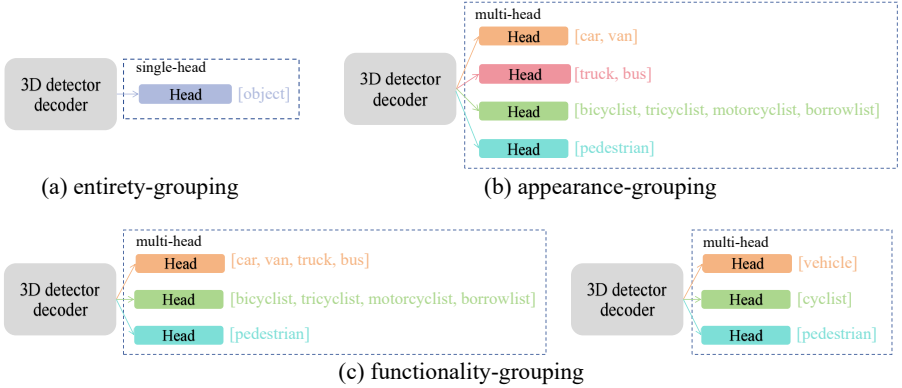 single-head
3D detector
decoder
Head
[object]
(a) entirety-grouping
multi-head
3D detector
decoder
Head
[car, van]
Head
[truck, bus]
Head
[bicyclist, tricyclist, motorcyclist, borrowlist]
Head
[pedestrian]
(b) appearance-grouping
multi-head
3D detector
decoder
Head
[car, van, truck, bus]
Head
[bicyclist, tricyclist, motorcyclist, borrowlist]
Head
[pedestrian]
multi-head
3D detector
decoder
Head
[vehicle]
Head
[cyclist]
Head
[pedestrian]
(c) functionality-grouping